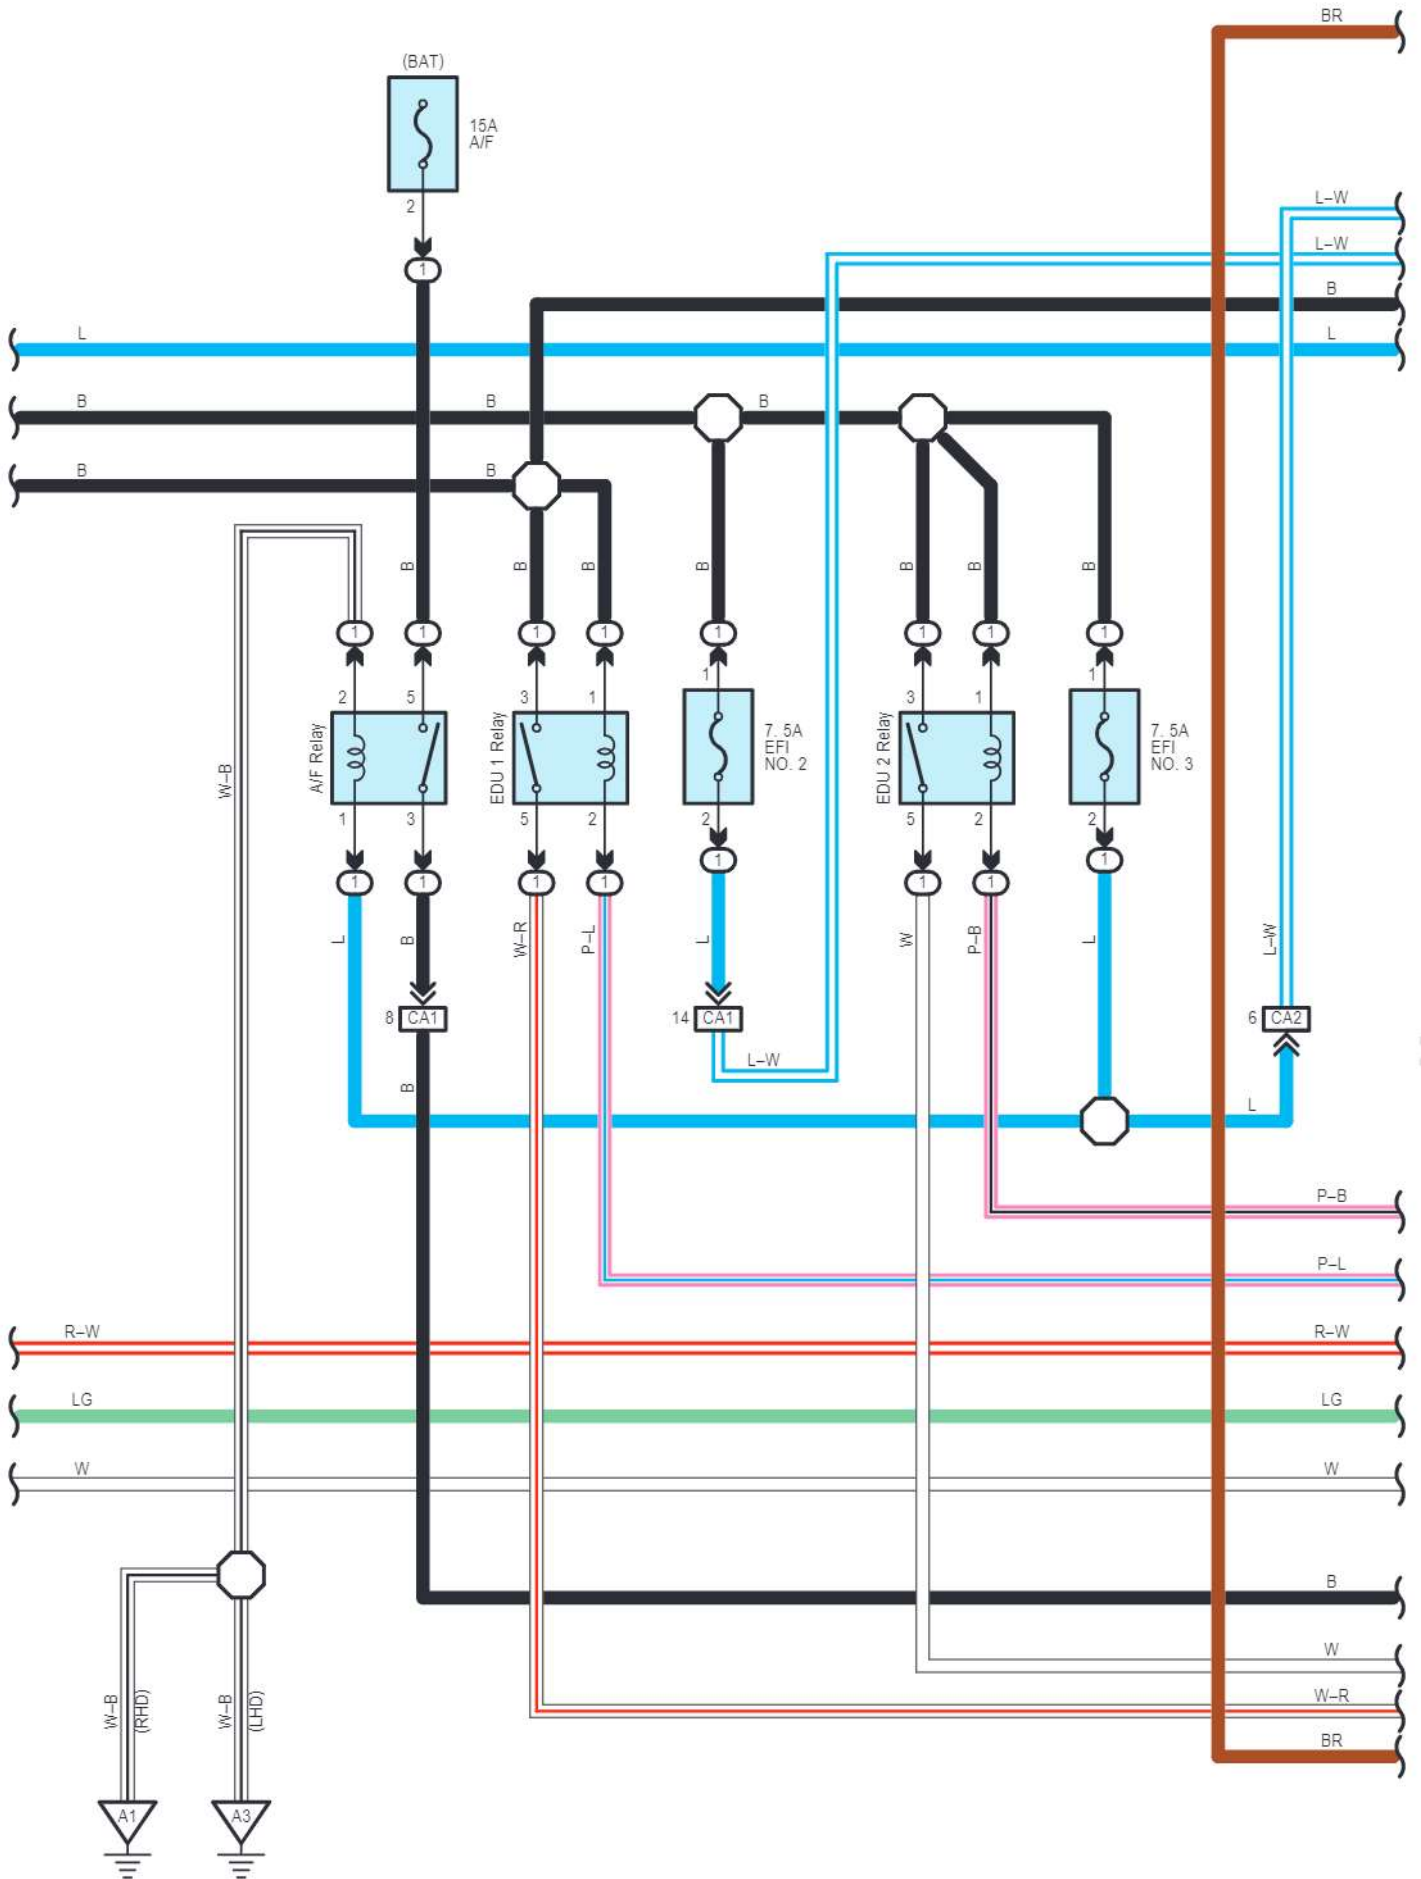 BR
(BAT)
15A
A/F
2
1
L–W
L–W
B
L
L
B
B
B
B
B
B
B
B
B
B
B
B
1
1
1
1
1
1
1
1
2
5
3
1
1
3
1
1
A/F Relay
EDU 1 Relay
7. 5A
EFI
NO. 2
EDU 2 Relay
7. 5A
EFI
NO. 3
W–B
1
3
5
2
2
5
2
2
1
1
1
1
1
1
1
1
L
B
W–R
P–L
L
W
P–B
L
L–W
8 CA1
14 CA1
6 CA2
L–W
B
L
P–B
P–L
R–W
R–W
LG
LG
W
W
B
W
W–R
BR
W–B
(RHD)
W–B
(LHD)
A1
A3